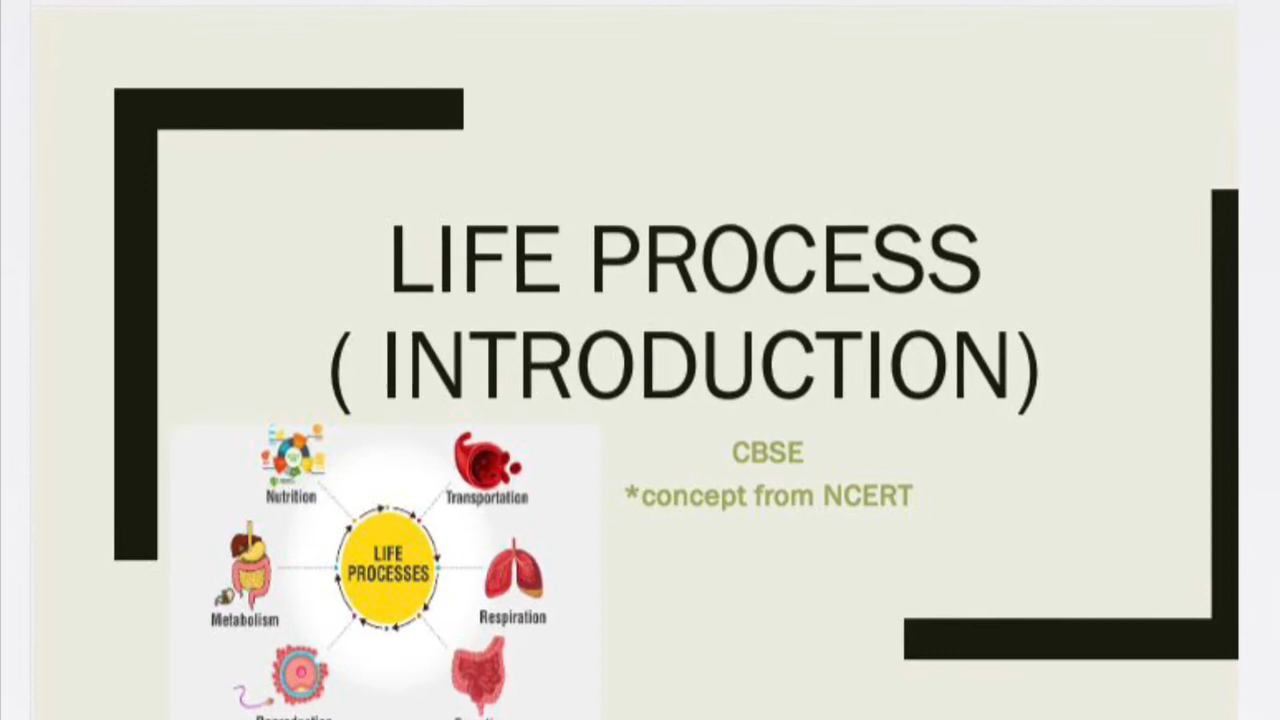 LIFE PROCESS
( INTRODUCTION)
CBSE
*concept from NCERT
Nutrition
Transportation
LIFE
PROCESSES
Metabolism
Respiration